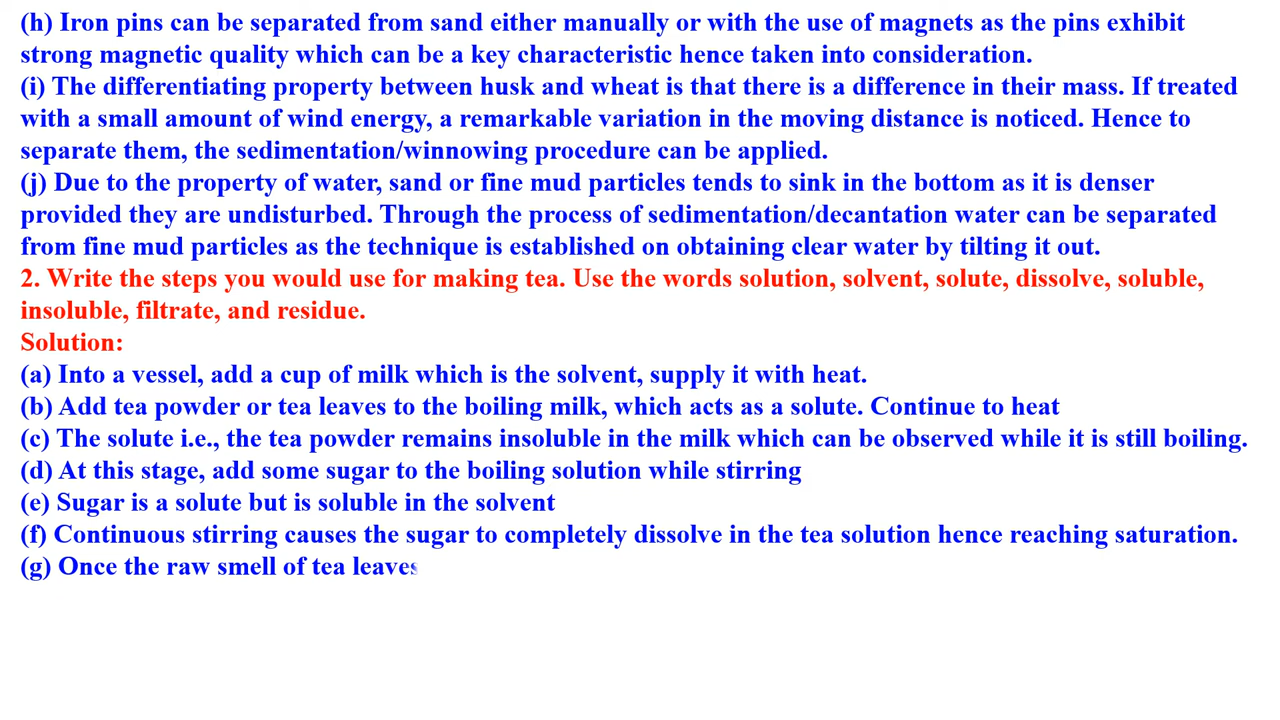 (h) Iron pins can be separated from sand either manually or with the use of magnets as the pins exhibit
strong magnetic quality which can be a key characteristic hence taken into consideration.
(i) The differentiating property between husk and wheat is that there is a difference in their mass. If treated
with a small amount of wind energy, a remarkable variation in the moving distance is noticed. Hence to
separate them, the sedimentation/winnowing procedure can be applied.
(j) Due to the property of water, sand or fine mud particles tends to sink in the bottom as it is denser
provided they are undisturbed. Through the process of sedimentation/decantation water can be separated
from fine mud particles as the technique is established on obtaining clear water by tilting it out.
2. Write the steps you would use for making tea. Use the words solution, solvent, solute, dissolve, soluble,
insoluble, filtrate, and residue.
Solution:
(a) Into a vessel, add a cup of milk which is the solvent, supply it with heat.
(b) Add tea powder or tea leaves to the boiling milk, which acts as a solute. Continue to heat
(c) The solute i.e., the tea powder remains insoluble in the milk which can be observed while it is still boiling.
(d) At this stage, add some sugar to the boiling solution while stirring
(e) Sugar is a solute but is soluble in the solvent
(f) Continuous stirring causes the sugar to completely dissolve in the tea solution hence reaching saturation.
(g) Once the raw smell of tea leaves